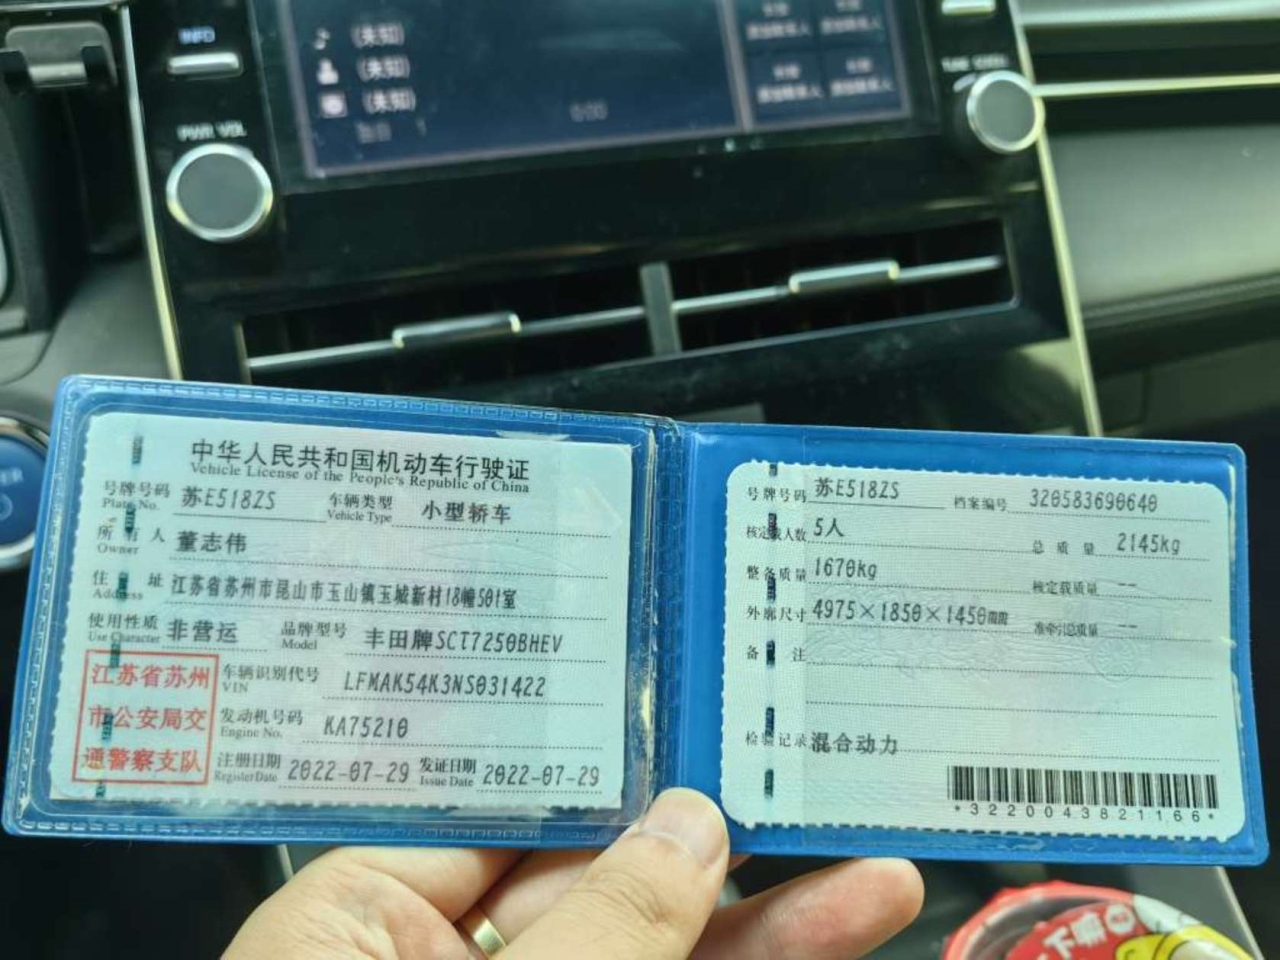 INFO
PWR VOL
(未知)
(未知)
(未知)
0:00
中华人民共和国机动车行驶证
Vehicle License of the People's Republic of China
号牌号码 苏E518ZS 车辆类型 小型轿车
Plate No. Vehicle Type
所有人 董志伟
Owner
住址 江苏省苏州市昆山市玉山镇玉城新村18幢501室
Address
使用性质 非营运 品牌型号 丰田牌SCT7250BHEV
Use Character Model
江苏省苏州
市公安局交
通警察支队
车辆识别代号 LFMAK54K3NS031422
VIN
发动机号码 KA75210
Engine No.
注册日期 2022-07-29 发证日期 2022-07-29
Register Date Issue Date
号牌号码 苏E518ZS 档案编号 320583690640
核定载人数 5人 总质量 2145kg
整备质量 1670kg 核定载质量 --
外廓尺寸 4975×1850×1450mm 准牵引总质量 --
备注
检验记录 混合动力
*3220043821166*